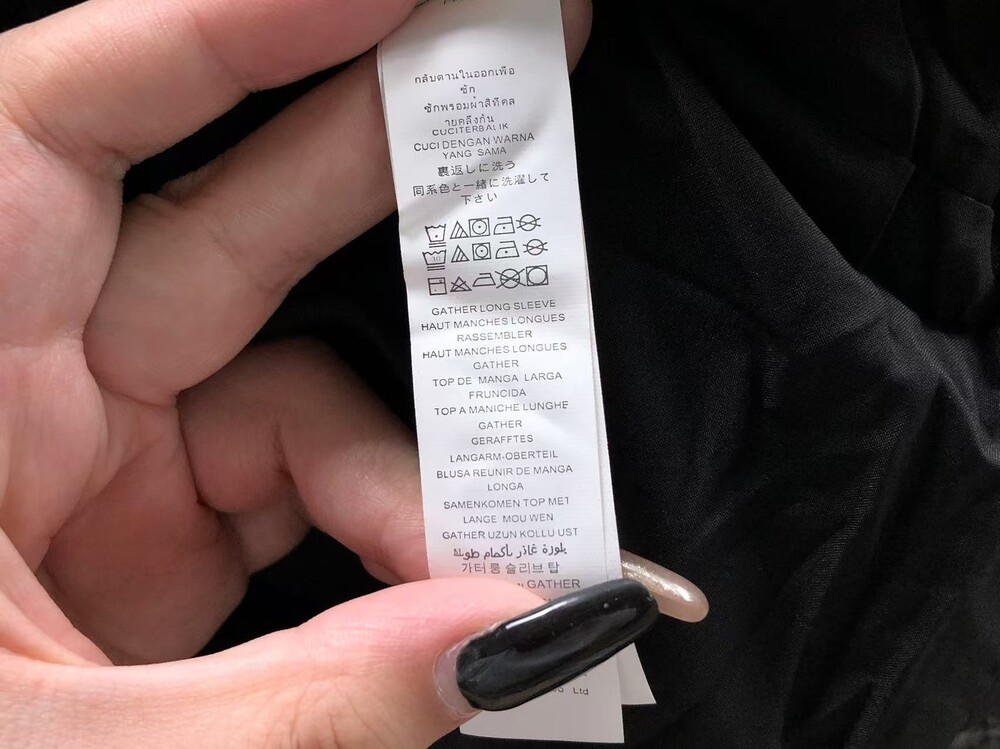 กลับดานในออกเพือ
ซัก
ซักพรอมผ้าสีทีคล
ายคลึงกัน
CUCITERBALIK
CUCI DENGAN WARNA
YANG SAMA
裏返しに洗う
同系色と一緒に洗濯して
下さい
GATHER LONG SLEEVE
HAUT MANCHES LONGUES
RASSEMBLER
HAUT MANCHES LONGUES
GATHER
TOP DE MANGA LARGA
FRUNCIDA
TOP A MANICHE LUNGHE
GATHER
GERAFFTES
LANGARM-OBERTEIL
BLUSA REUNIR DE MANGA
LONGA
SAMENKOMEN TOP MET
LANGE MOU WEN
GATHER UZUN KOLLU UST
بلوزة غاذر بأكمام طويلة
가터 롱 슬리브 탑
GATHER
Ltd